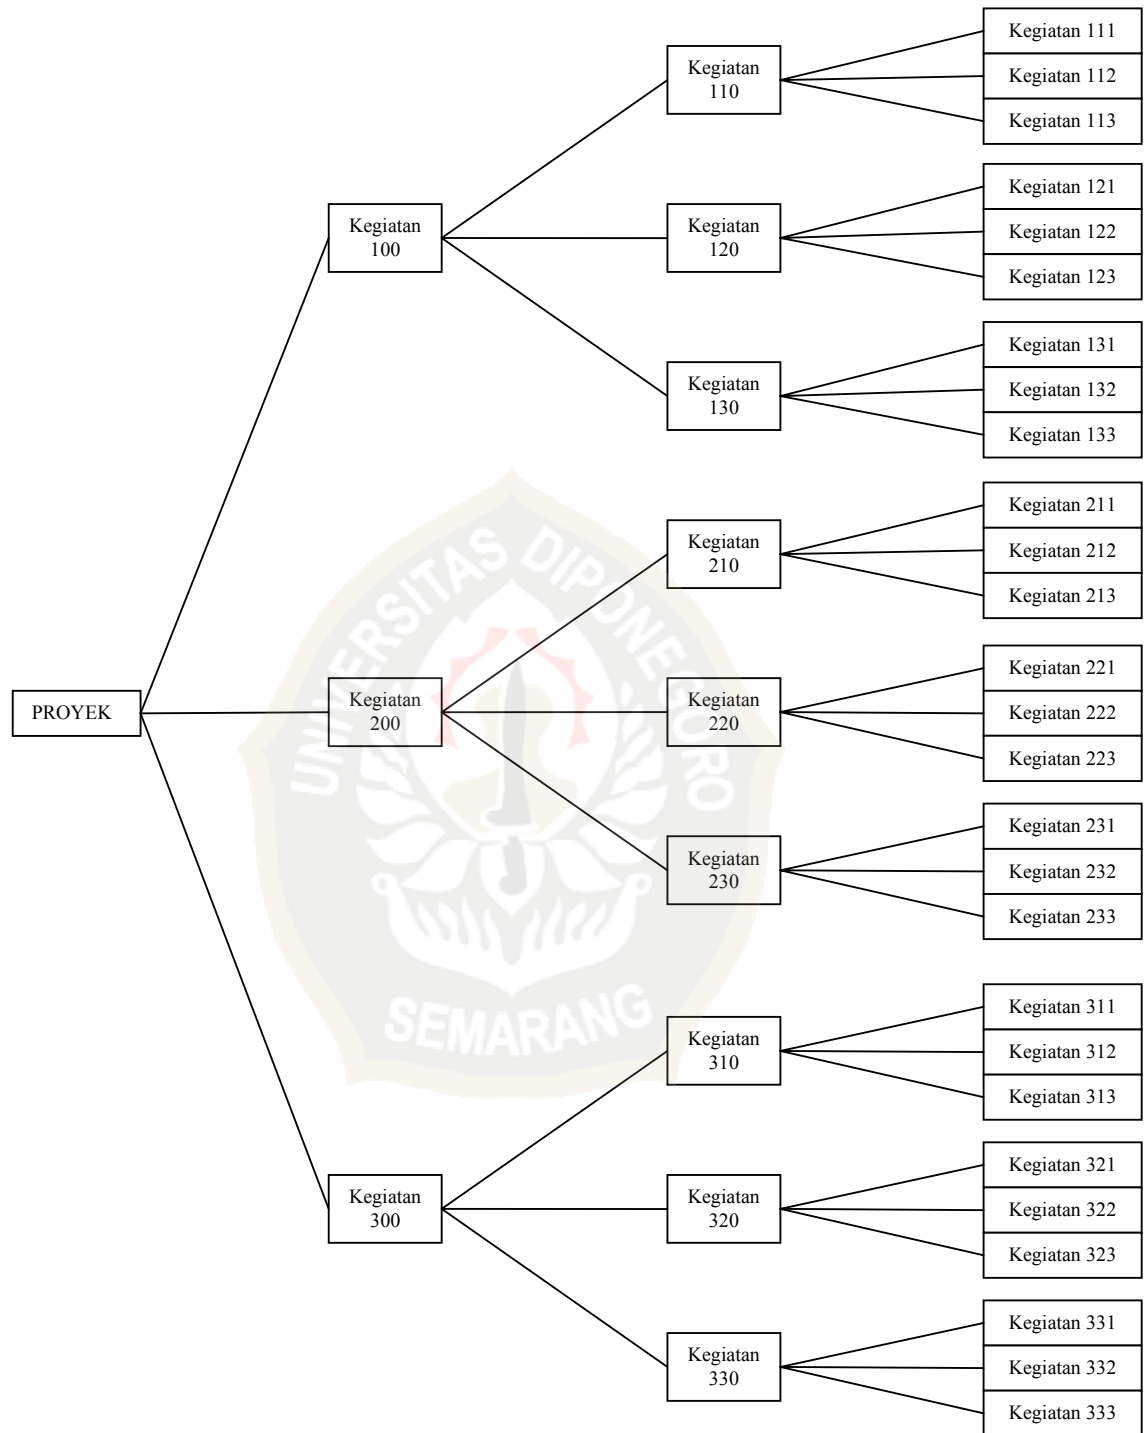 PROYEK
Kegiatan
100
Kegiatan
110
Kegiatan 111
Kegiatan 112
Kegiatan 113
Kegiatan
120
Kegiatan 121
Kegiatan 122
Kegiatan 123
Kegiatan
130
Kegiatan 131
Kegiatan 132
Kegiatan 133
Kegiatan
200
Kegiatan
210
Kegiatan 211
Kegiatan 212
Kegiatan 213
Kegiatan
220
Kegiatan 221
Kegiatan 222
Kegiatan 223
Kegiatan
230
Kegiatan 231
Kegiatan 232
Kegiatan 233
Kegiatan
300
Kegiatan
310
Kegiatan 311
Kegiatan 312
Kegiatan 313
Kegiatan
320
Kegiatan 321
Kegiatan 322
Kegiatan 323
Kegiatan
330
Kegiatan 331
Kegiatan 332
Kegiatan 333
UNIVERSITAS DIPONEGORO
SEMARANG